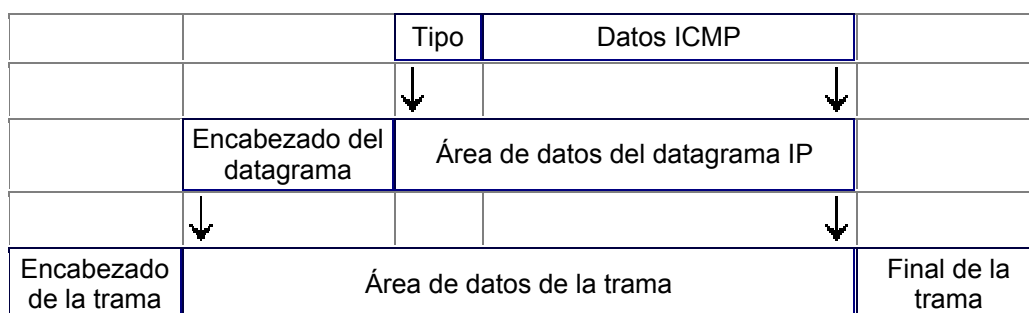 Tipo
Datos ICMP
Encabezado del
datagrama
Área de datos del datagrama IP
Encabezado
de la trama
Área de datos de la trama
Final de la
trama